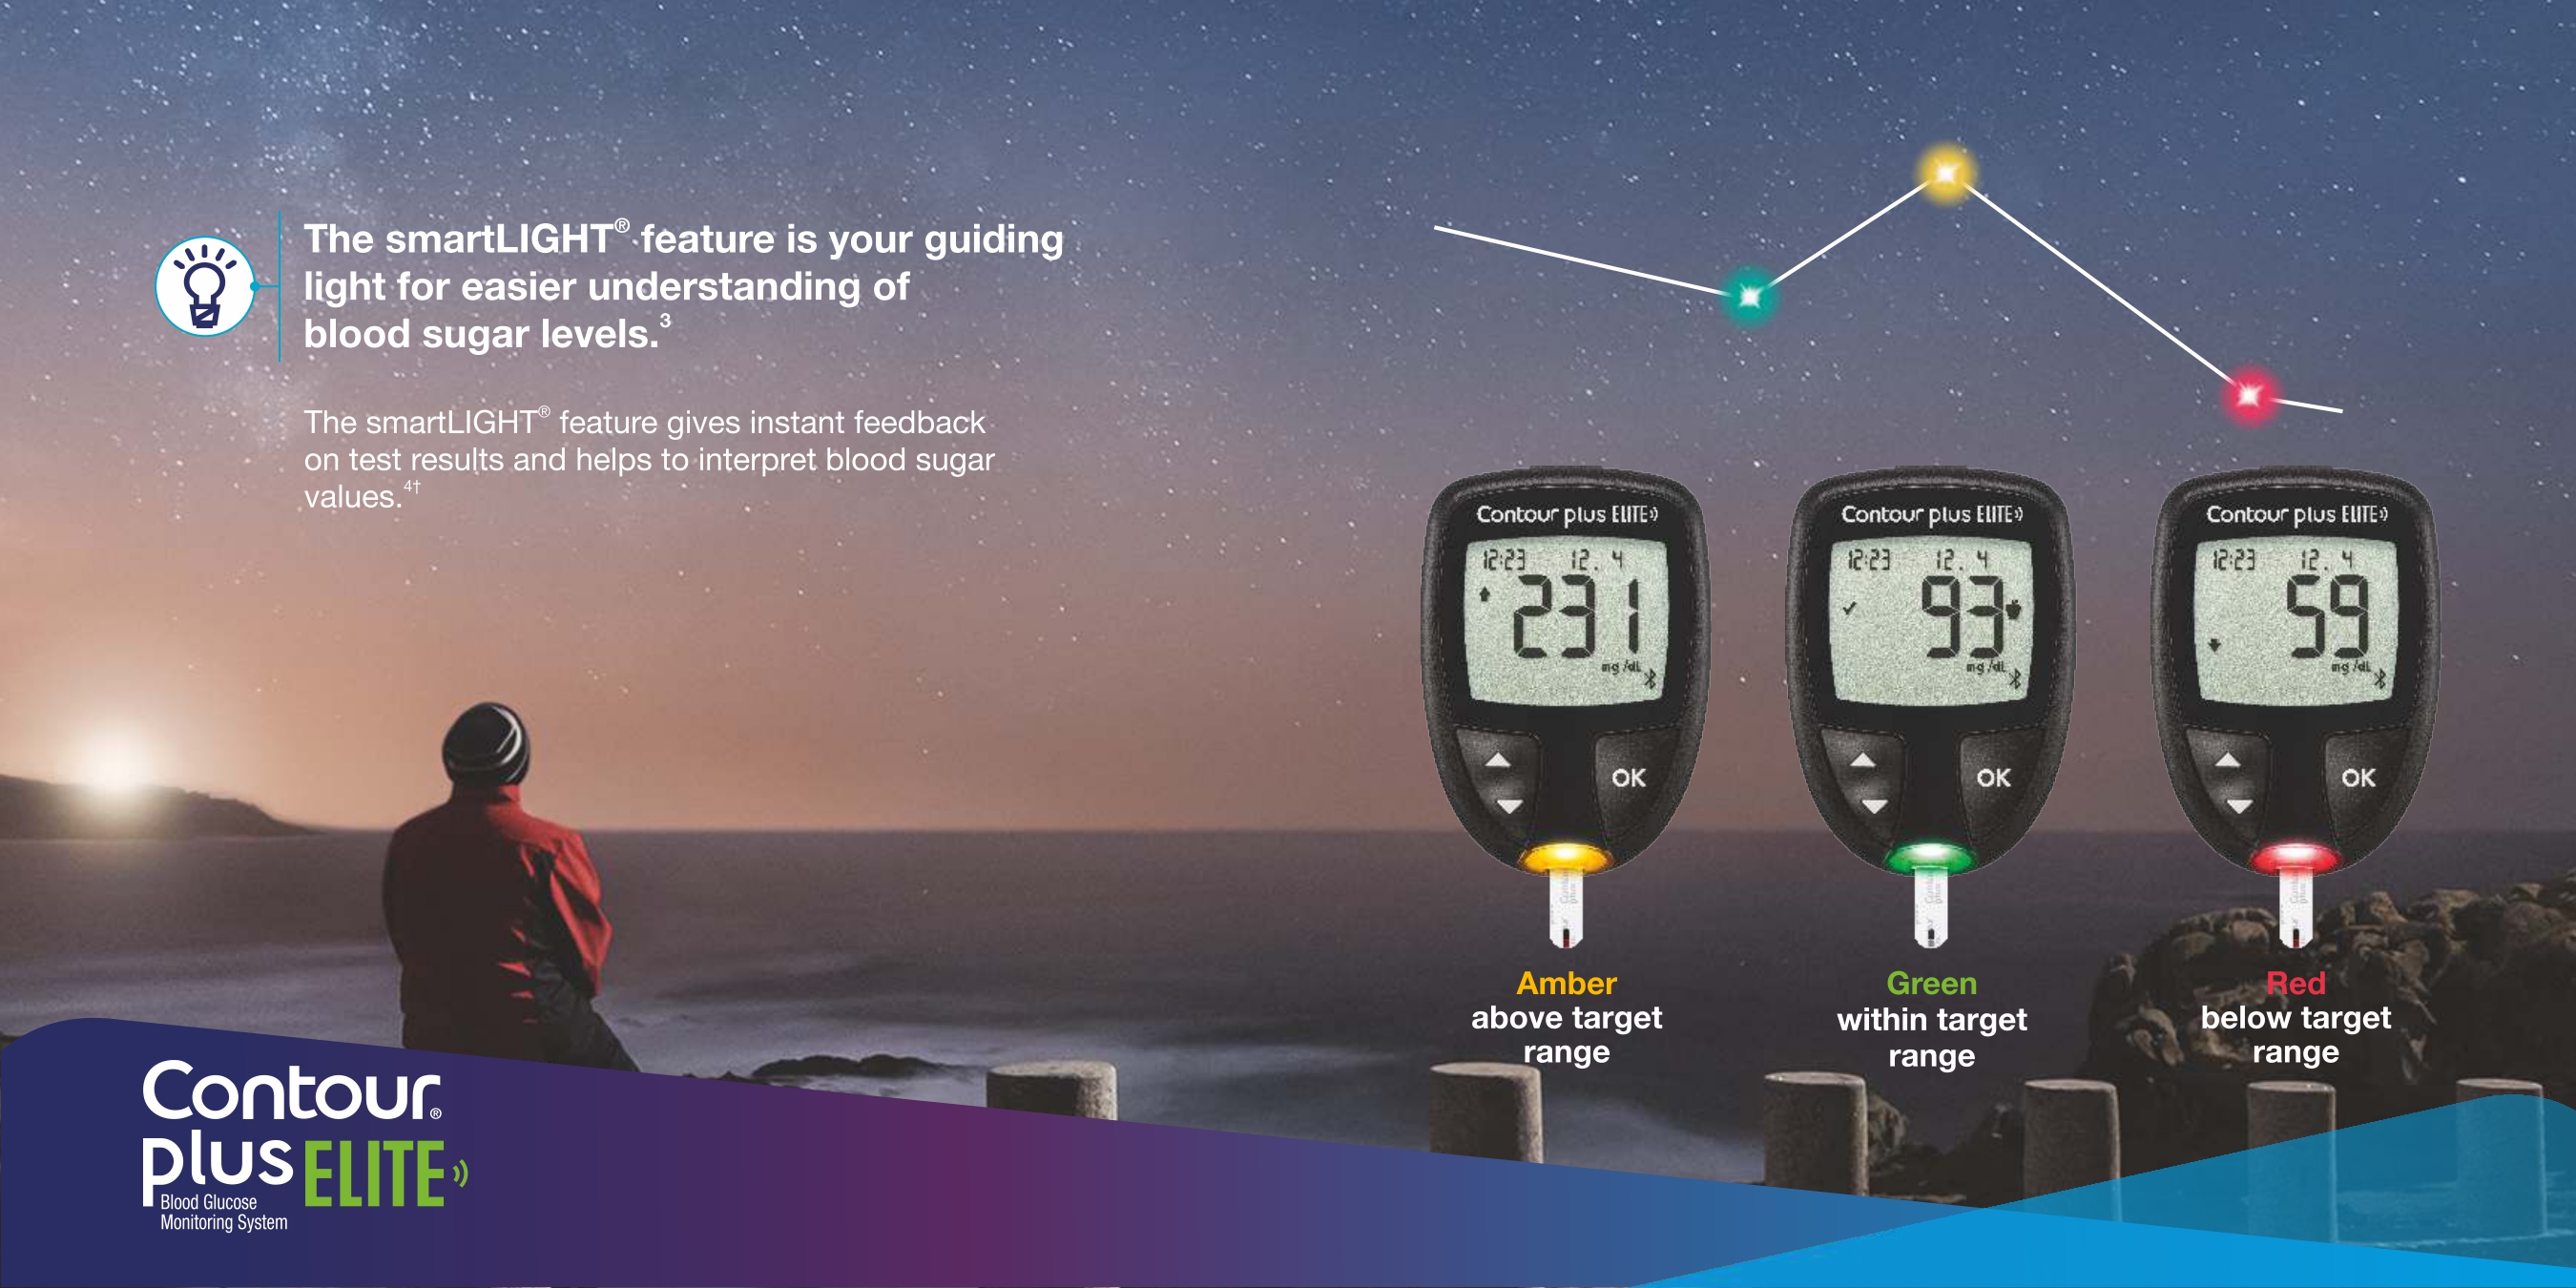 The smartLIGHT® feature is your guiding
light for easier understanding of
blood sugar levels.³
The smartLIGHT® feature gives instant feedback
on test results and helps to interpret blood sugar
values.⁴†
Contour plus ELITE
12:23 12. 4
231
mg/dL
OK
Amber
above target
range
Contour plus ELITE
12:23 12. 4
93
mg/dL
OK
Green
within target
range
Contour plus ELITE
12:23 12. 4
59
mg/dL
OK
Red
below target
range
Contour®
plus ELITE
Blood Glucose
Monitoring System